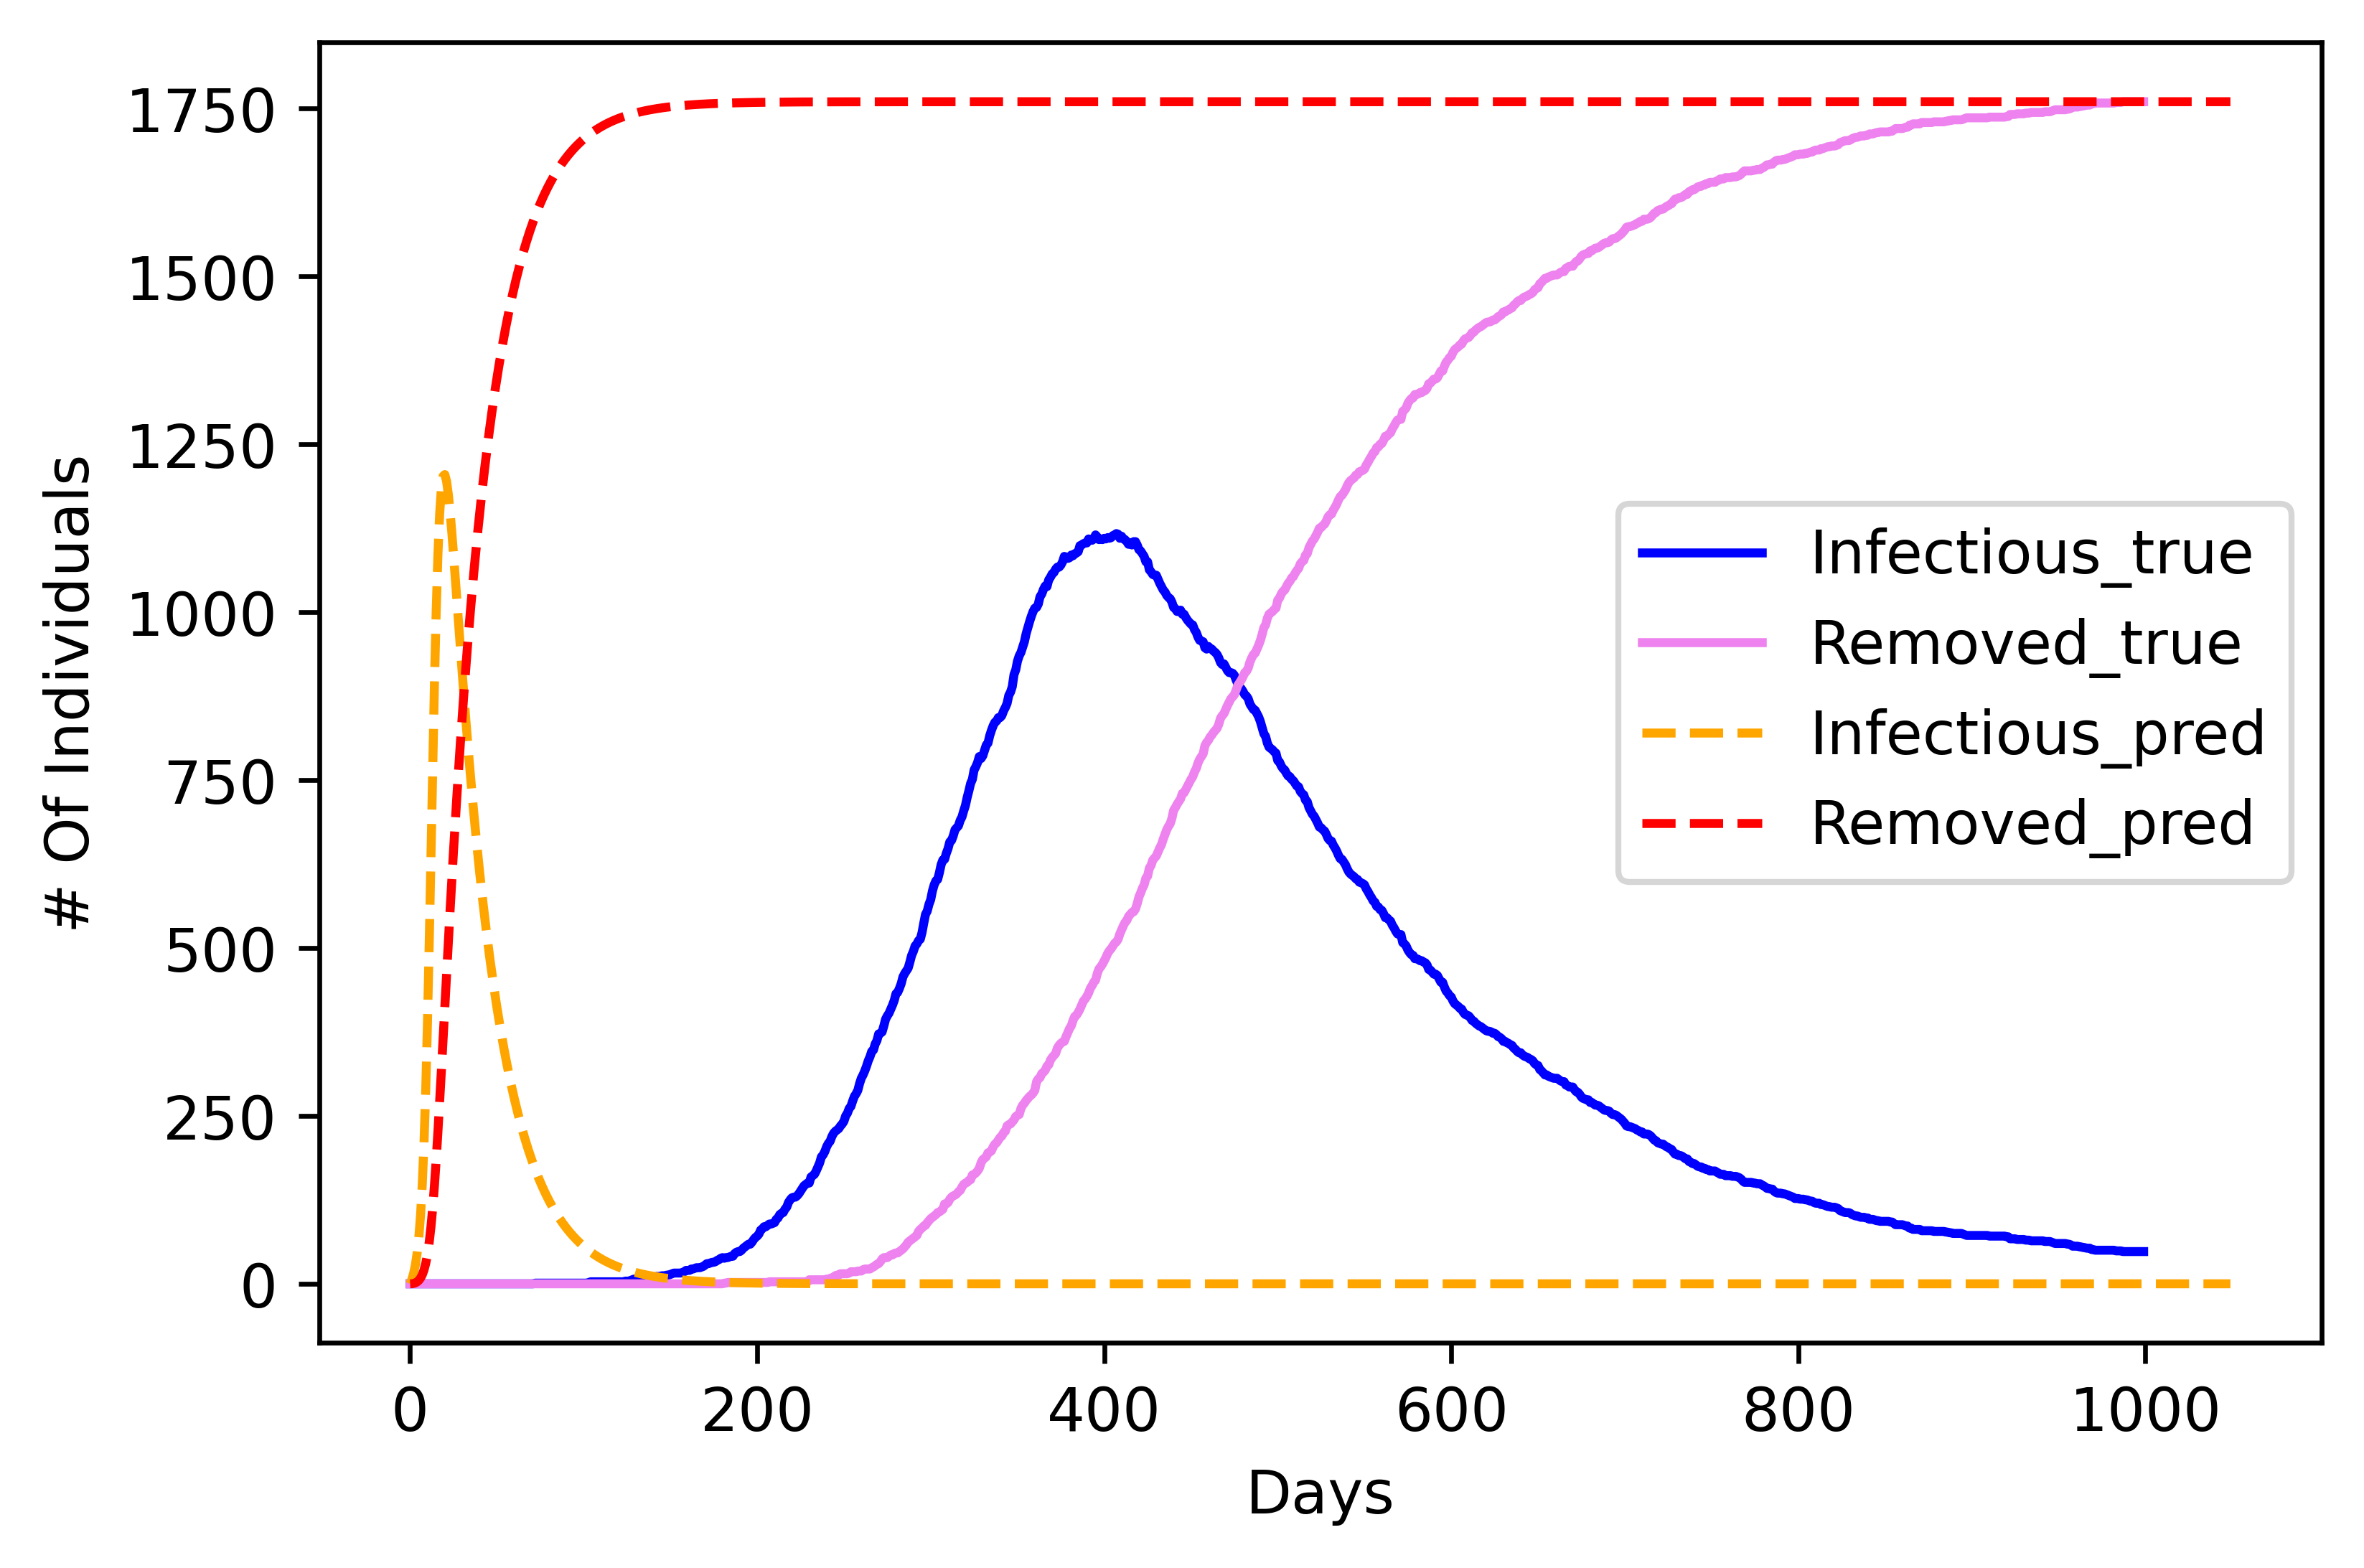 1750
1500
1250
1000
750
500
250
0
# Of Individuals
Infectious_true
Removed_true
Infectious_pred
Removed_pred
0 200 400 600 800 1000
Days